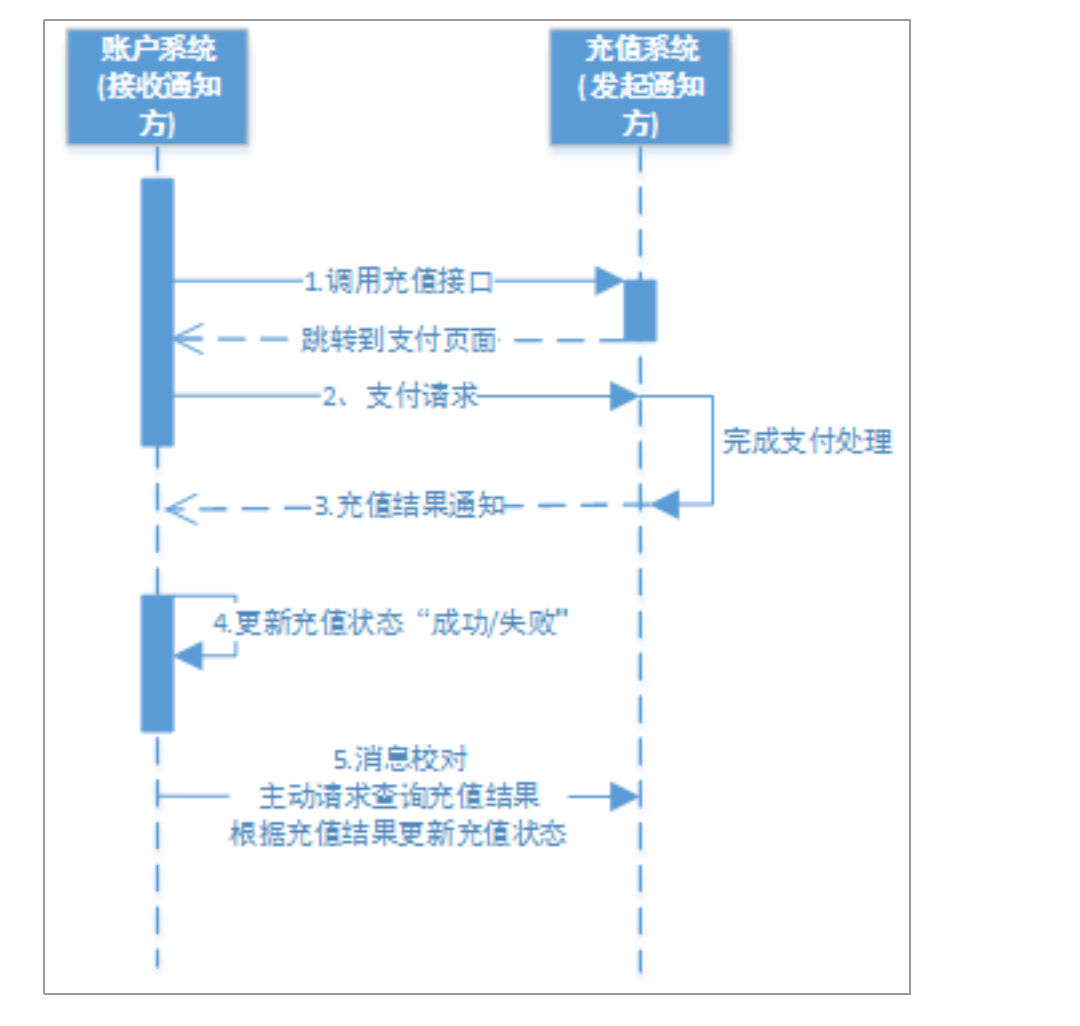 账户系统
(接收通知
方)
充值系统
(发起通知
方)
1.调用充值接口
跳转到支付页面
2、支付请求
完成支付处理
3.充值结果通知
4.更新充值状态“成功/失败”
5.消息校对
主动请求查询充值结果
根据充值结果更新充值状态